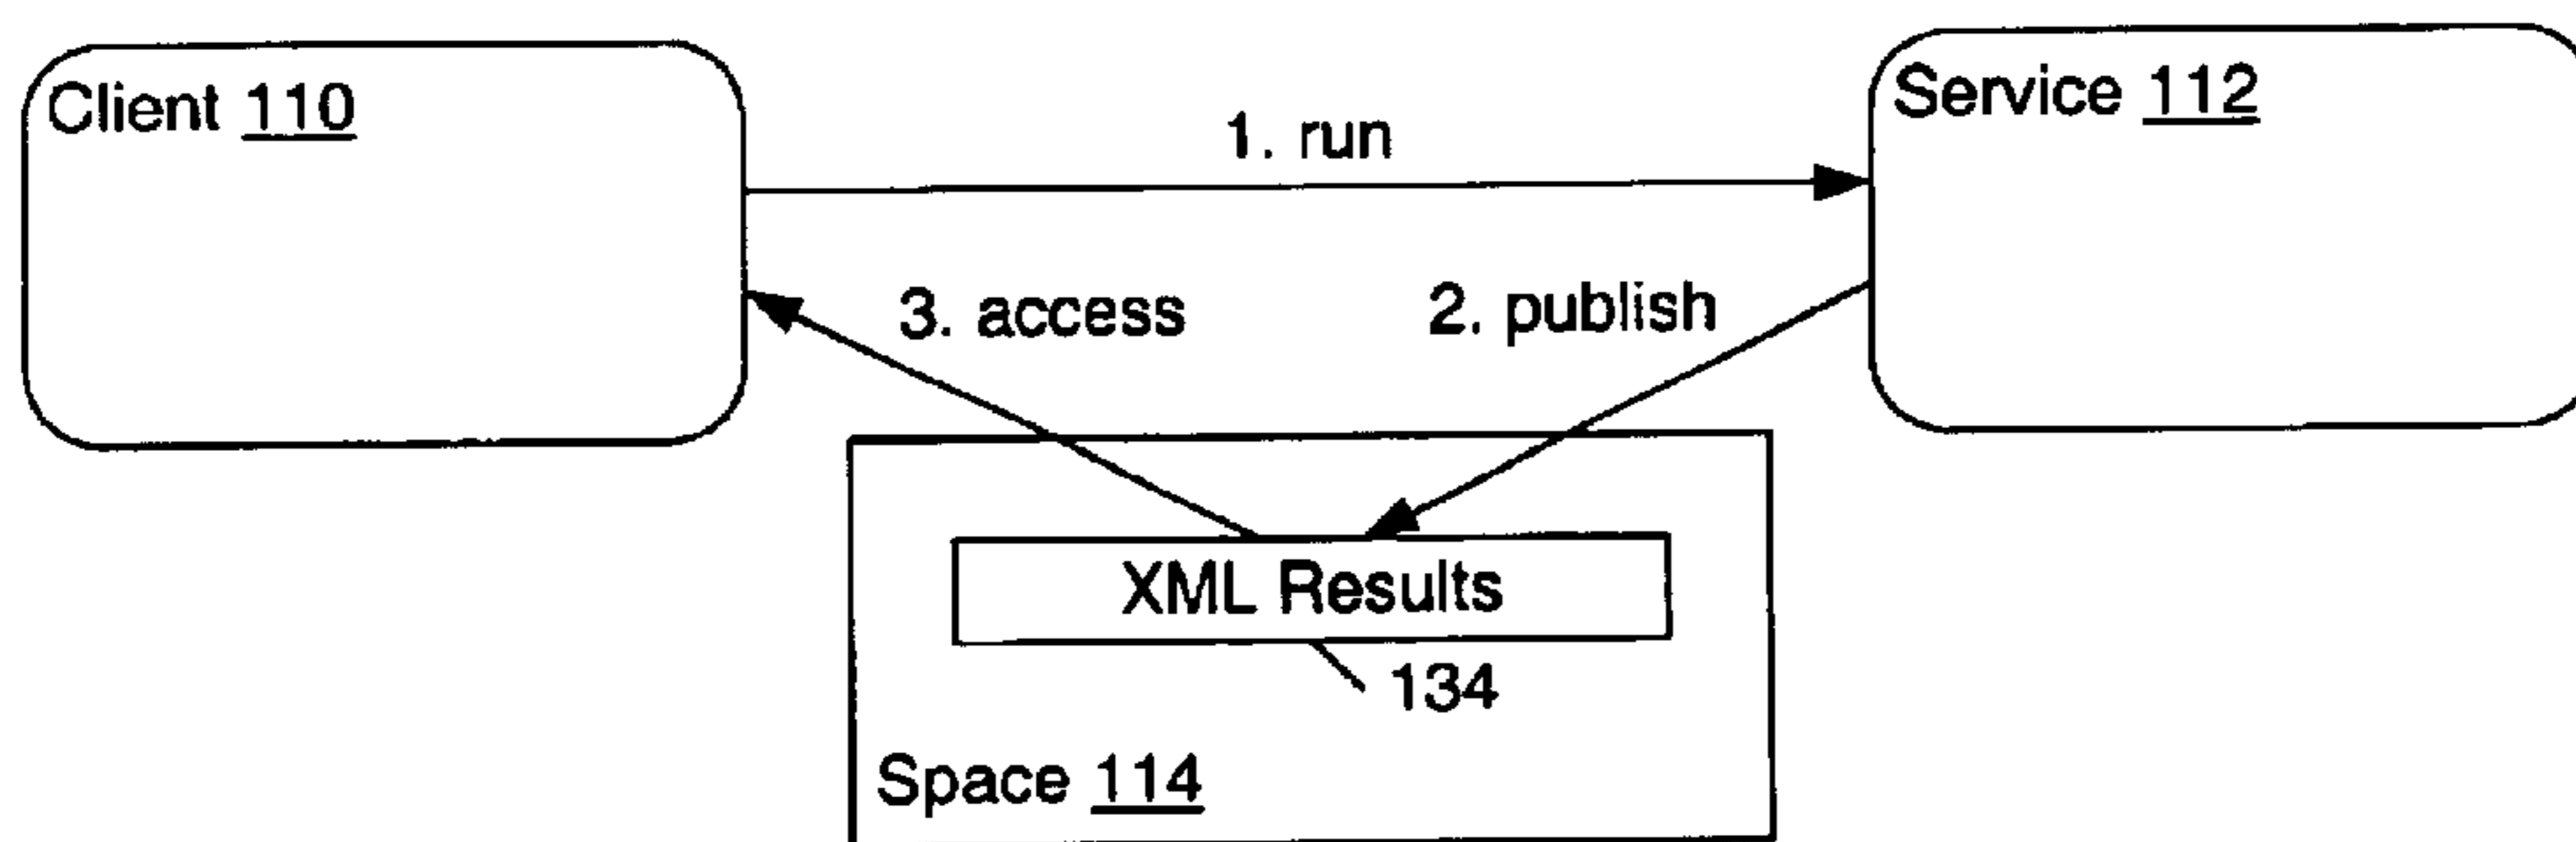 Client 110
Service 112
1. run
3. access
2. publish
XML Results
134
Space 114